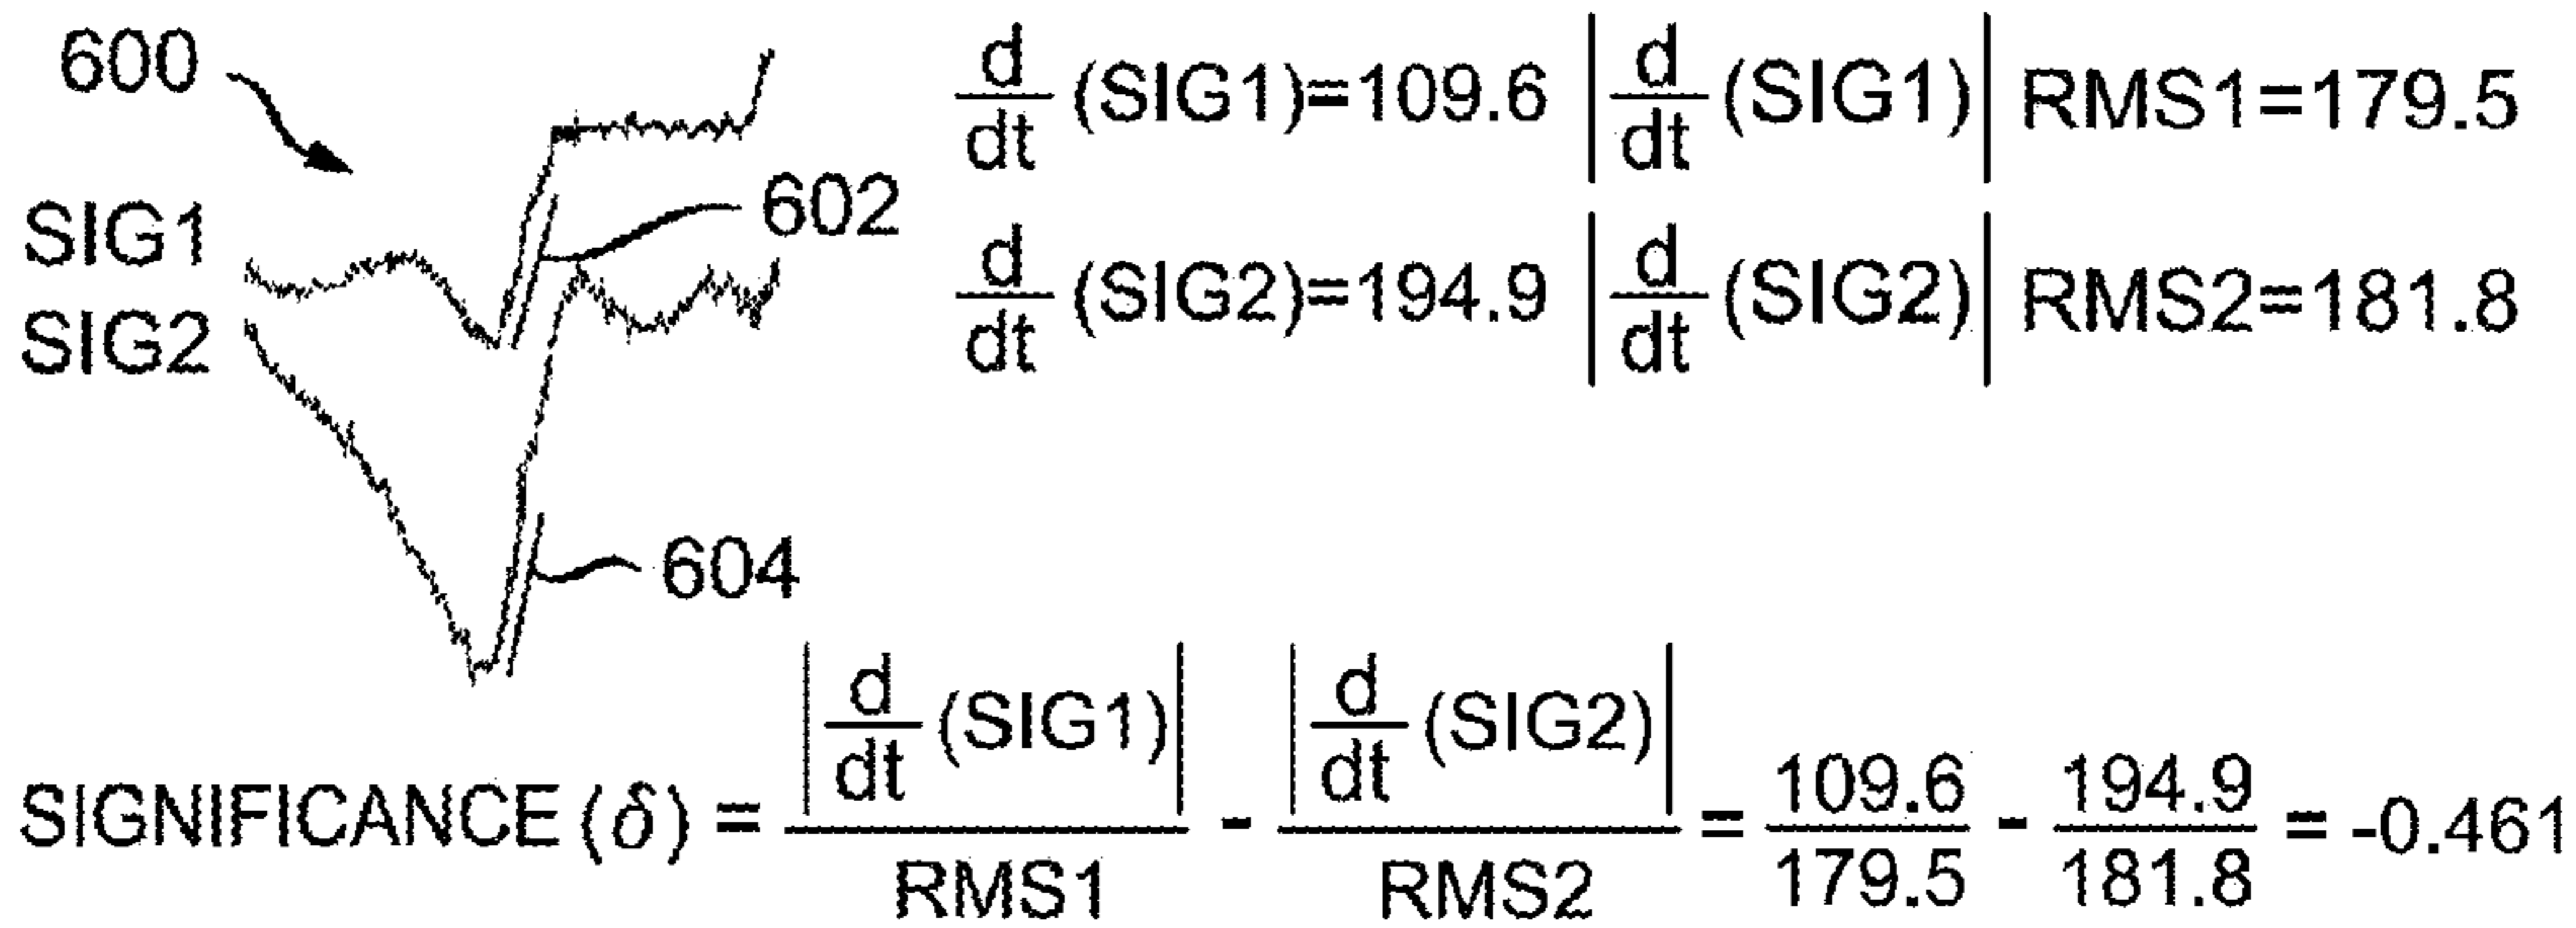 600
d/dt (SIG1)=109.6 |d/dt (SIG1)| RMS1=179.5
SIG1
602
d/dt (SIG2)=194.9 |d/dt (SIG2)| RMS2=181.8
SIG2
604
SIGNIFICANCE (δ) = |d/dt (SIG1)| / RMS1 - |d/dt (SIG2)| / RMS2 = 109.6/179.5 - 194.9/181.8 = -0.461